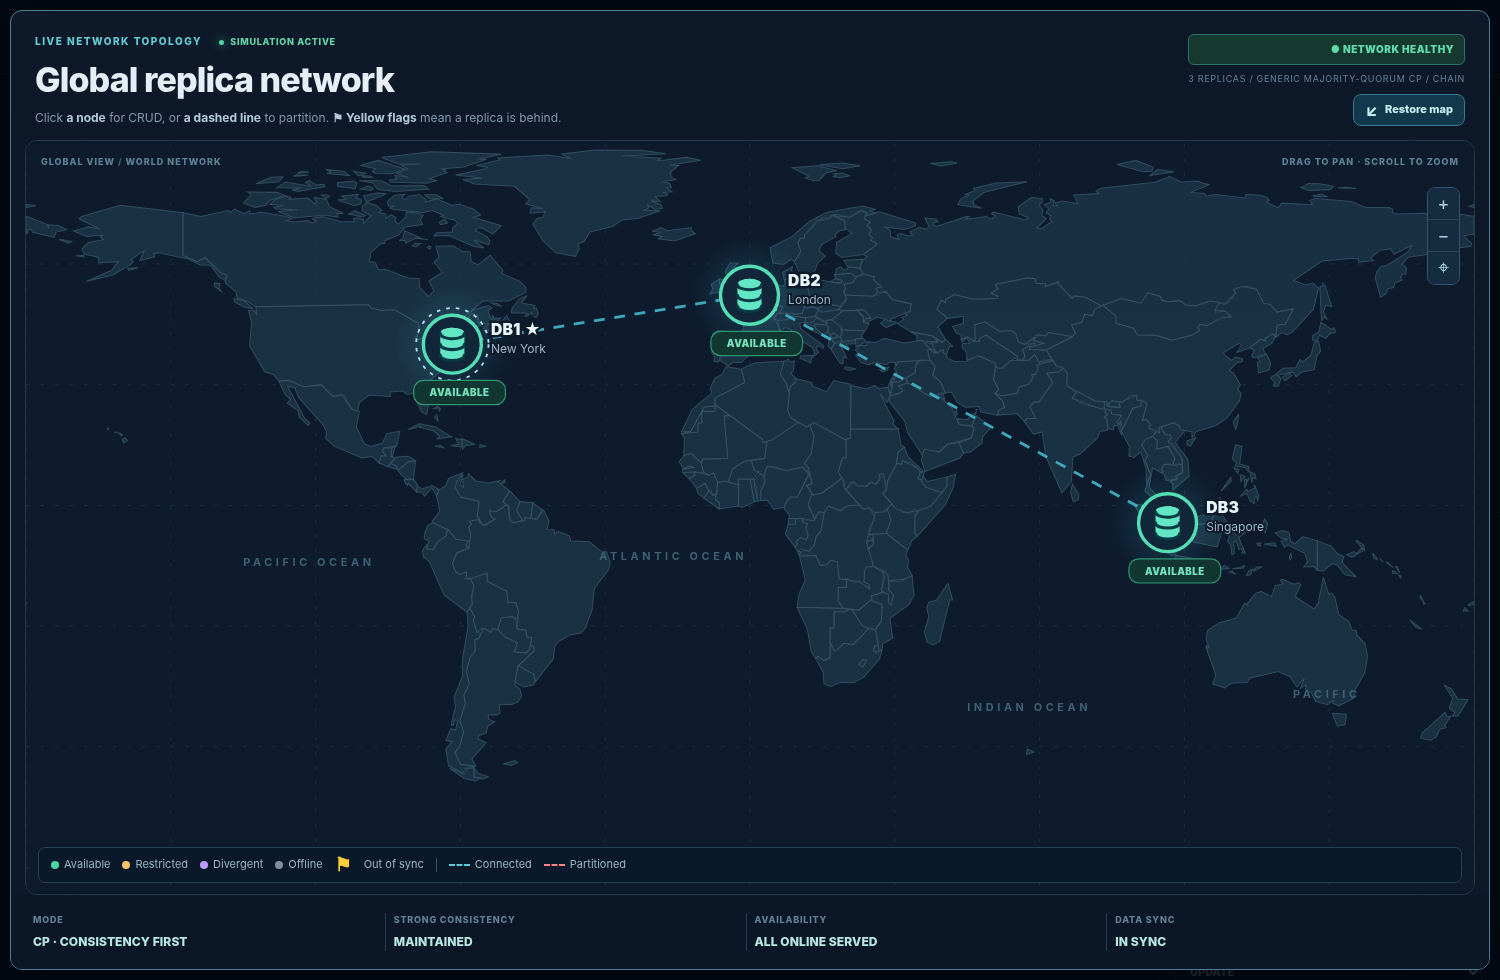 LIVE NETWORK TOPOLOGY
SIMULATION ACTIVE
NETWORK HEALTHY
Global replica network
3 REPLICAS / GENERIC MAJORITY-QUORUM CP / CHAIN
Click a node for CRUD, or a dashed line to partition. ⚑ Yellow flags mean a replica is behind.
Restore map
GLOBAL VIEW / WORLD NETWORK
DRAG TO PAN · SCROLL TO ZOOM
+
−
⌖
DB2
London
AVAILABLE
DB1 ★
New York
AVAILABLE
DB3
Singapore
AVAILABLE
PACIFIC OCEAN
ATLANTIC OCEAN
INDIAN OCEAN
PACIFIC
Available
Restricted
Divergent
Offline
Out of sync
Connected
Partitioned
MODE
CP · CONSISTENCY FIRST
STRONG CONSISTENCY
MAINTAINED
AVAILABILITY
ALL ONLINE SERVED
DATA SYNC
IN SYNC
UPDATE